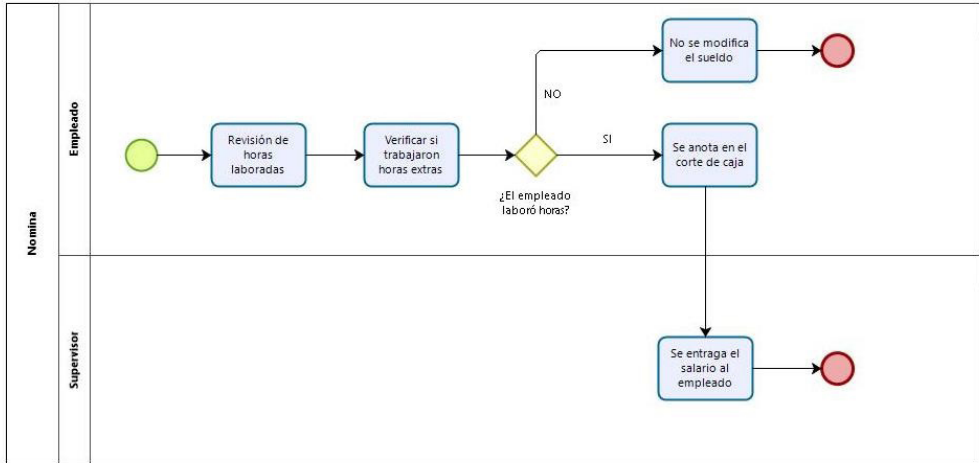 Nomina
Empleado
Revisión de
horas
laboradas
Verificar si
trabajaron
horas extras
¿El empleado
laboró horas?
NO
No se modifica
el sueldo
SI
Se anota en el
corte de caja
Supervisor
Se entraga el
salario al
empleado